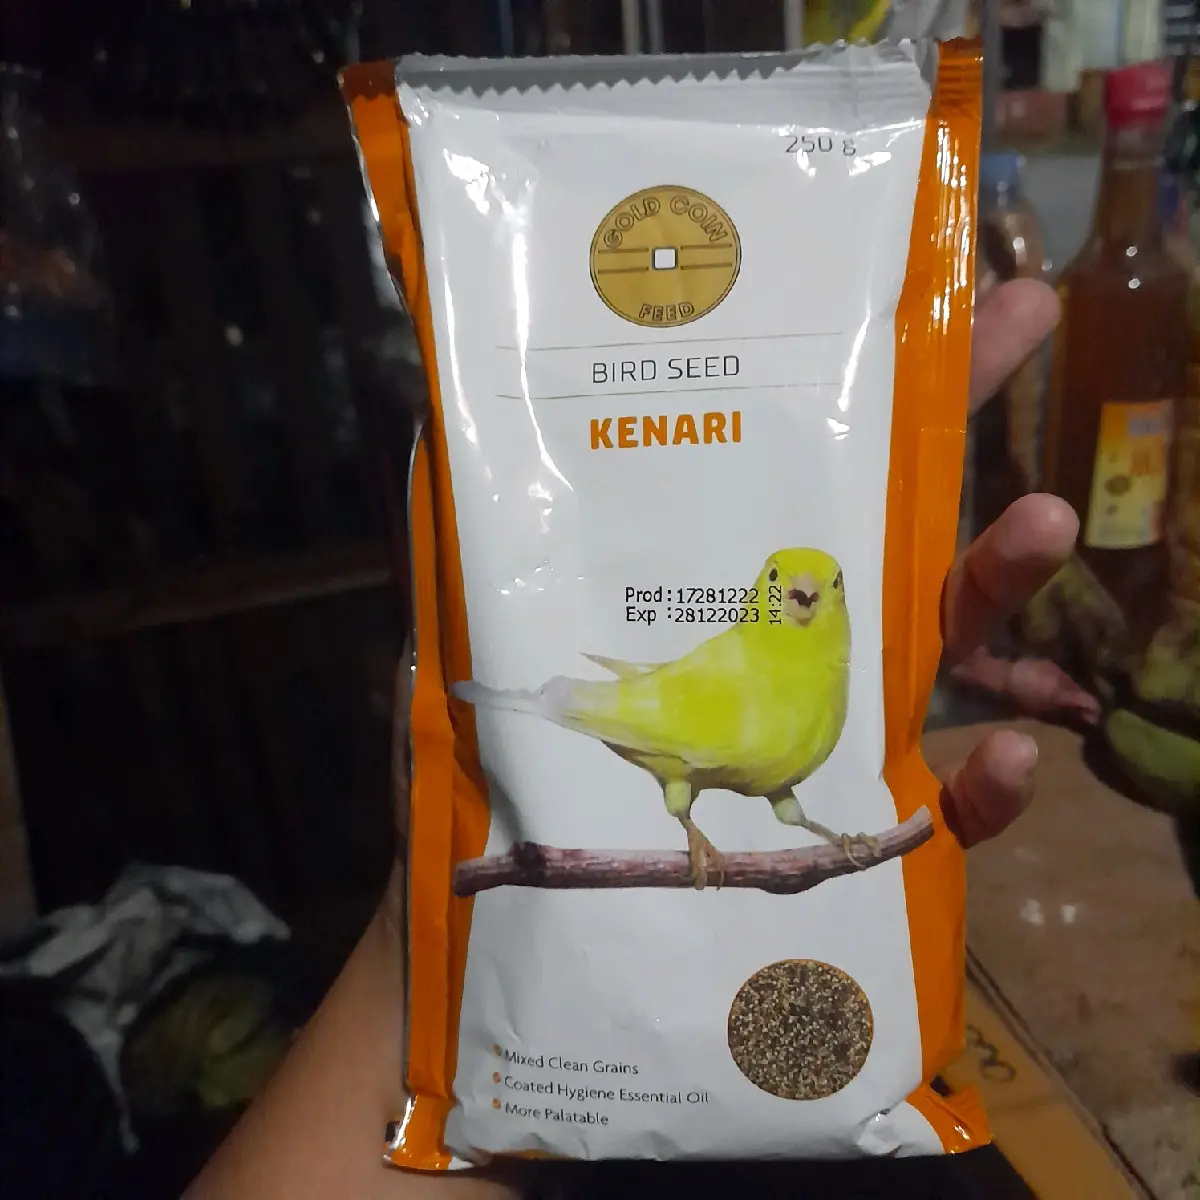 250 g
GOLD COIN
FEED
BIRD SEED
KENARI
Prod:17281222
Exp :28122023
14:22
Mixed Clean Grains
Coated Hygiene Essential Oil
More Palatable